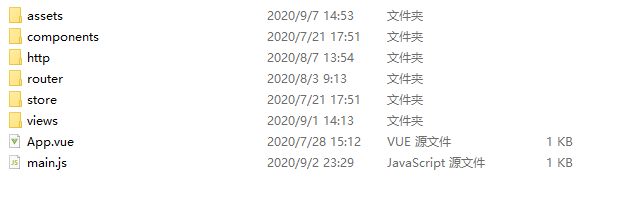 assets 2020/9/7 14:53 文件夹
components 2020/7/21 17:51 文件夹
http 2020/8/7 13:54 文件夹
router 2020/8/3 9:13 文件夹
store 2020/7/21 17:51 文件夹
views 2020/9/1 14:13 文件夹
App.vue 2020/7/28 15:12 VUE 源文件 1 KB
main.js 2020/9/2 23:29 JavaScript 源文件 1 KB